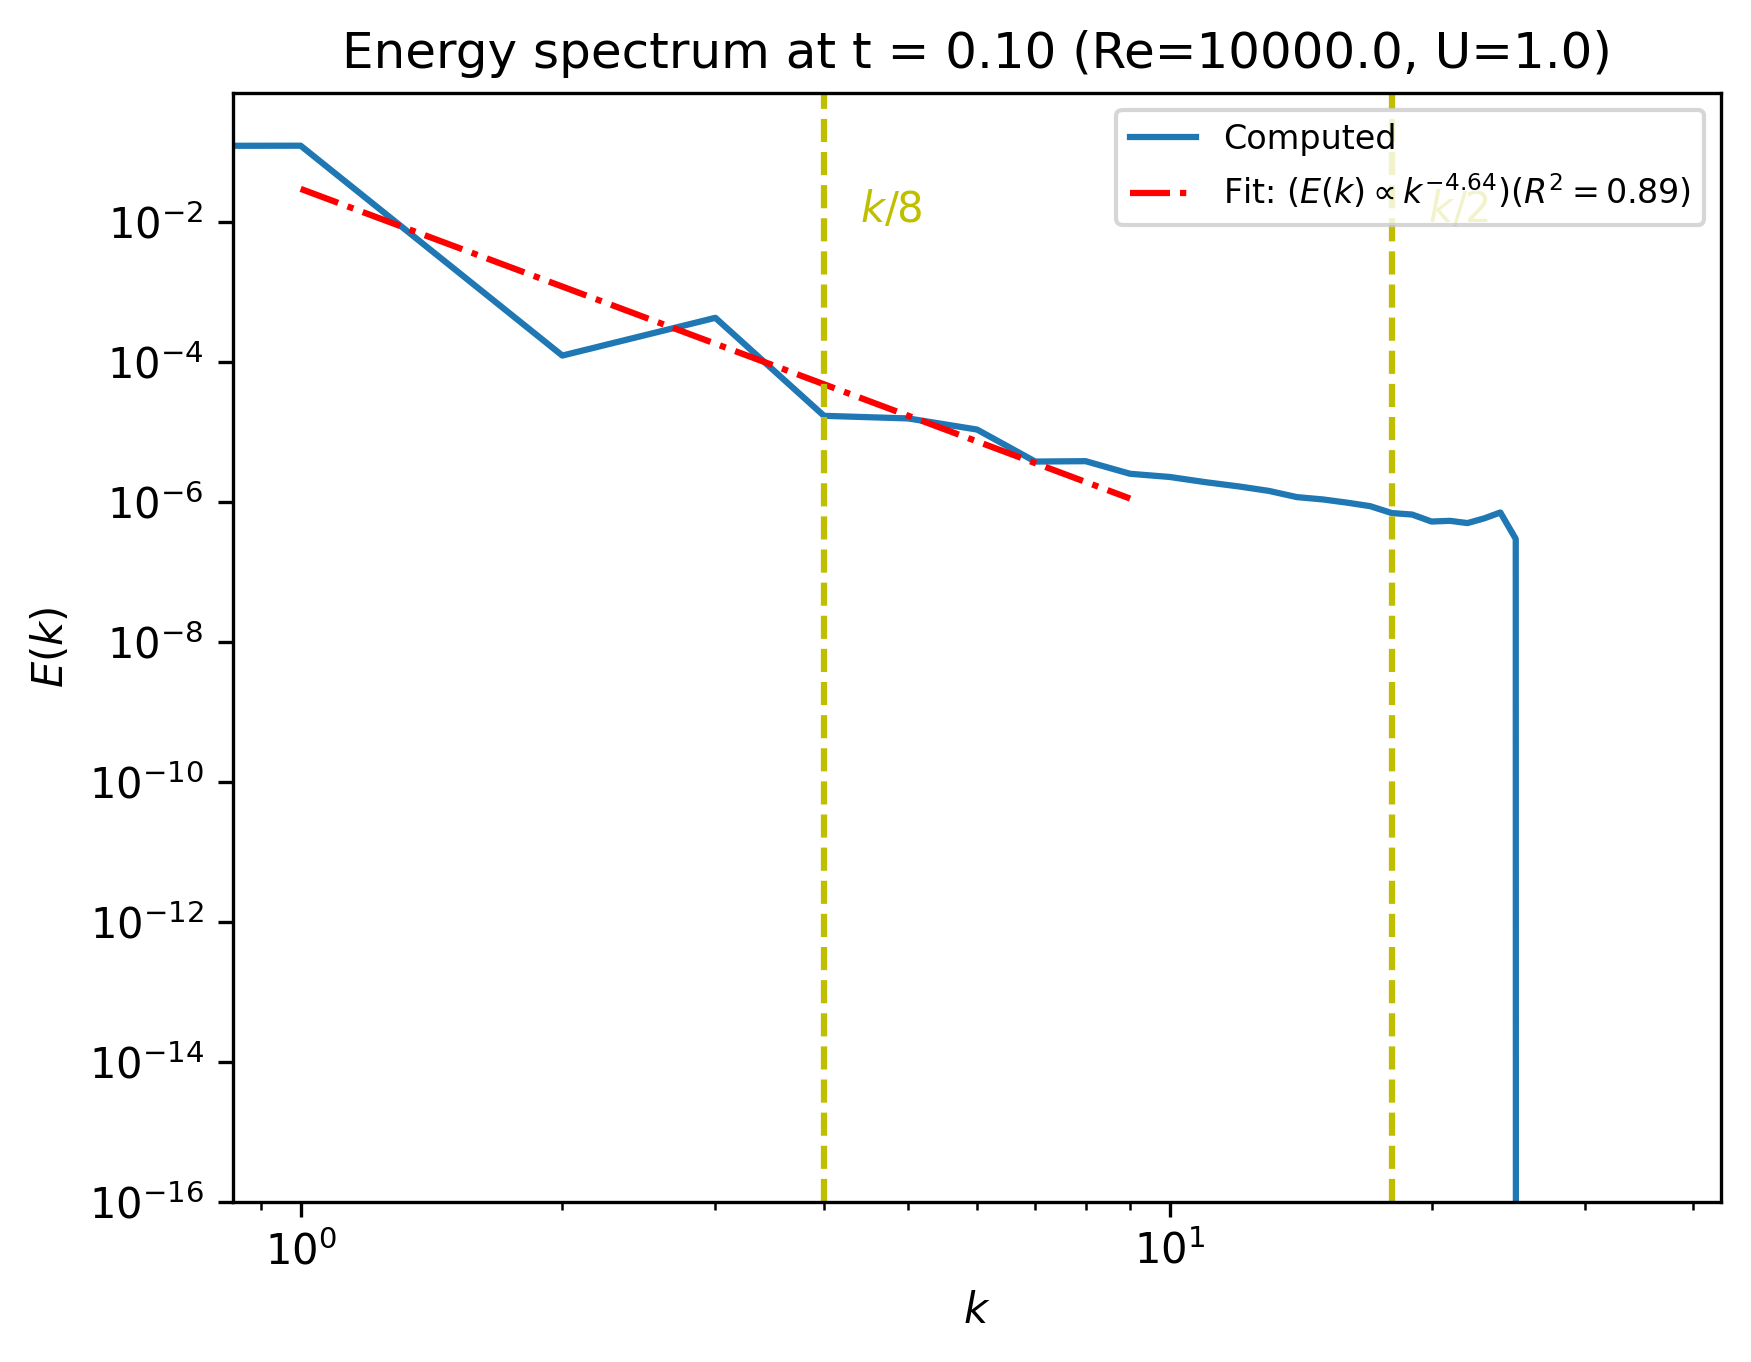 Energy spectrum at t = 0.10 (Re=10000.0, U=1.0)
Computed
Fit: (E(k) ∝ k^{-4.64})(R^2 = 0.89)
k/8
k/2
E(k)
10^{-2}
10^{-4}
10^{-6}
10^{-8}
10^{-10}
10^{-12}
10^{-14}
10^{-16}
10^0
10^1
k